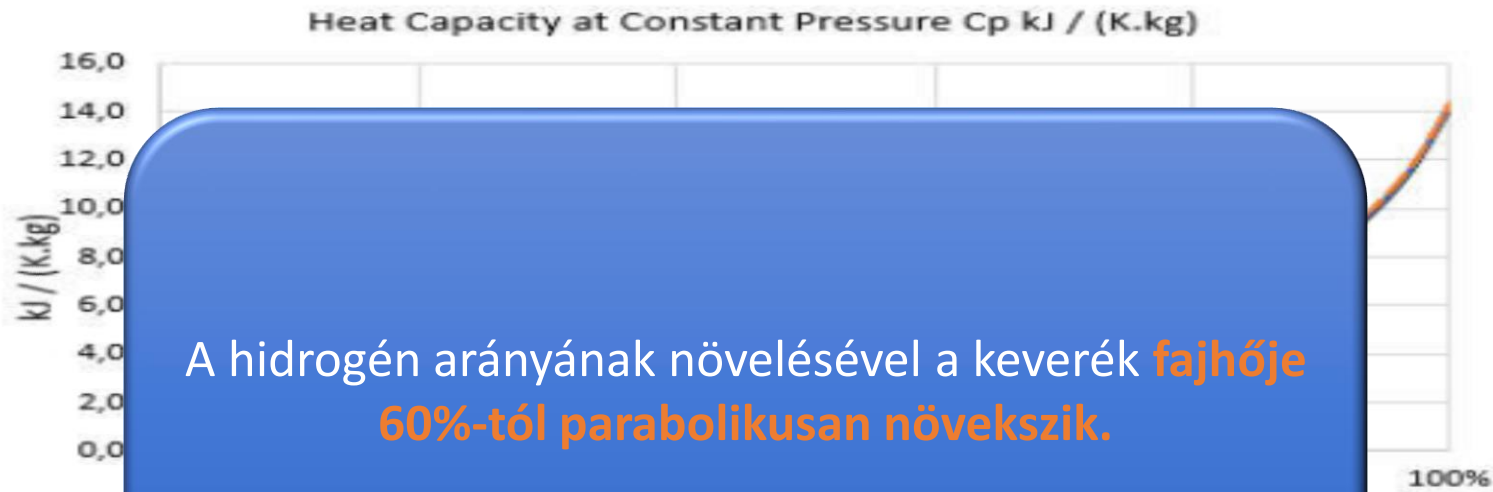 Heat Capacity at Constant Pressure Cp kJ / (K.kg)
16,0
14,0
12,0
10,0
8,0
6,0
4,0
2,0
0,0
kJ / (K.kg)
A hidrogén arányának növelésével a keverék fajhője
60%-tól parabolikusan növekszik.
100%